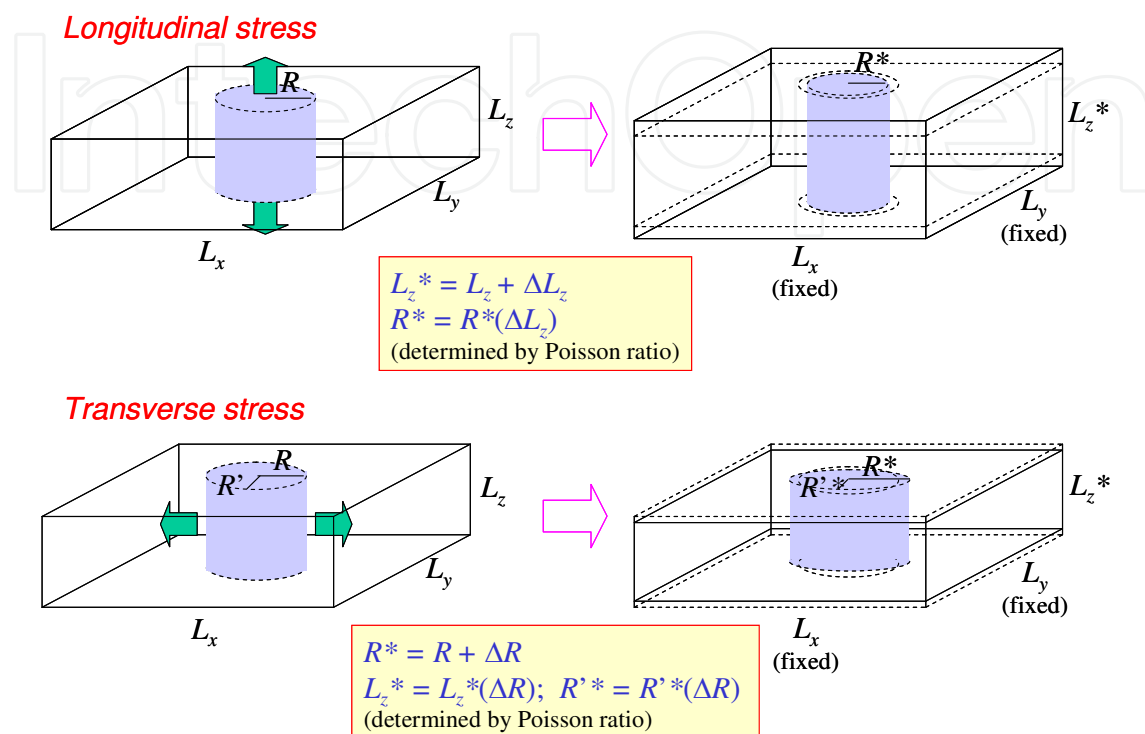 IntechOpen
Longitudinal stress
R
L_z
L_y
L_x
R*
L_z*
L_y
(fixed)
L_x
(fixed)
L_z* = L_z + ΔL_z
R* = R*(ΔL_z)
(determined by Poisson ratio)
Transverse stress
R
R'
L_z
L_y
L_x
R*
R'*
L_z*
L_y
(fixed)
L_x
(fixed)
R* = R + ΔR
L_z* = L_z*(ΔR); R'* = R'*(ΔR)
(determined by Poisson ratio)